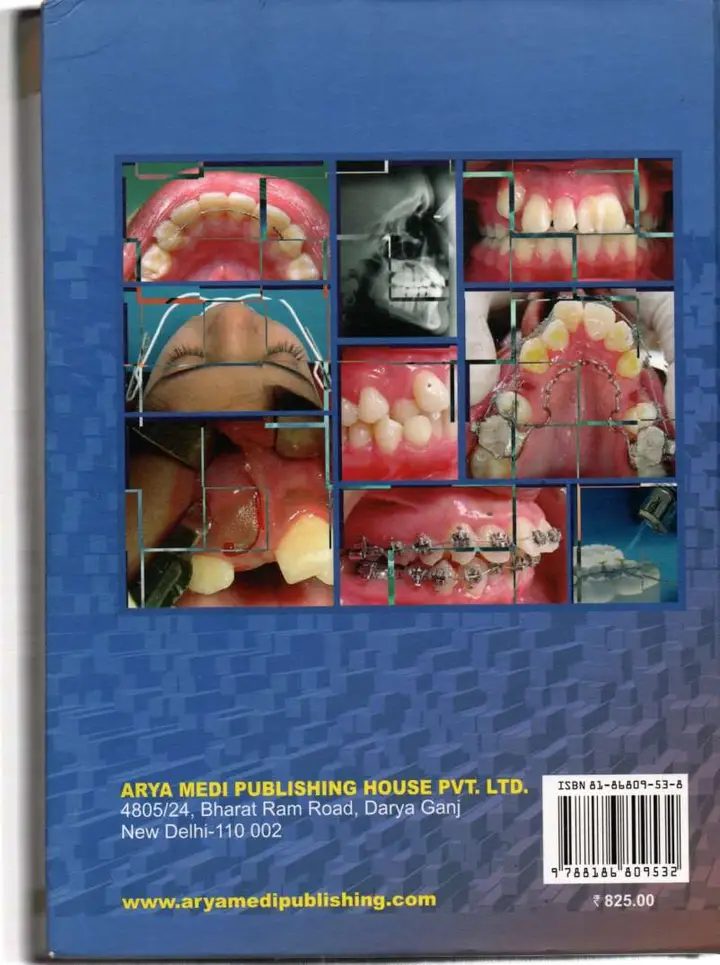 ARYA MEDI PUBLISHING HOUSE PVT. LTD.
4805/24, Bharat Ram Road, Darya Ganj
New Delhi-110 002
www.aryamedipublishing.com
ISBN 81-86809-53-8
9 788186 809532
₹ 825.00